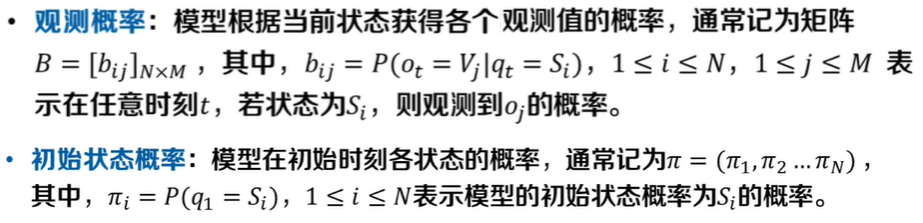 • 观测概率：模型根据当前状态获得各个观测值的概率，通常记为矩阵
B = [b_{ij}]_{N×M}，其中，b_{ij} = P(o_t = V_j|q_t = S_i)，1 ≤ i ≤ N，1 ≤ j ≤ M 表
示在任意时刻t，若状态为S_i，则观测到o_j的概率。
• 初始状态概率：模型在初始时刻各状态的概率，通常记为π = (π_1,π_2 …π_N)，
其中，π_i = P(q_1 = S_i)，1 ≤ i ≤ N表示模型的初始状态概率为S_i的概率。